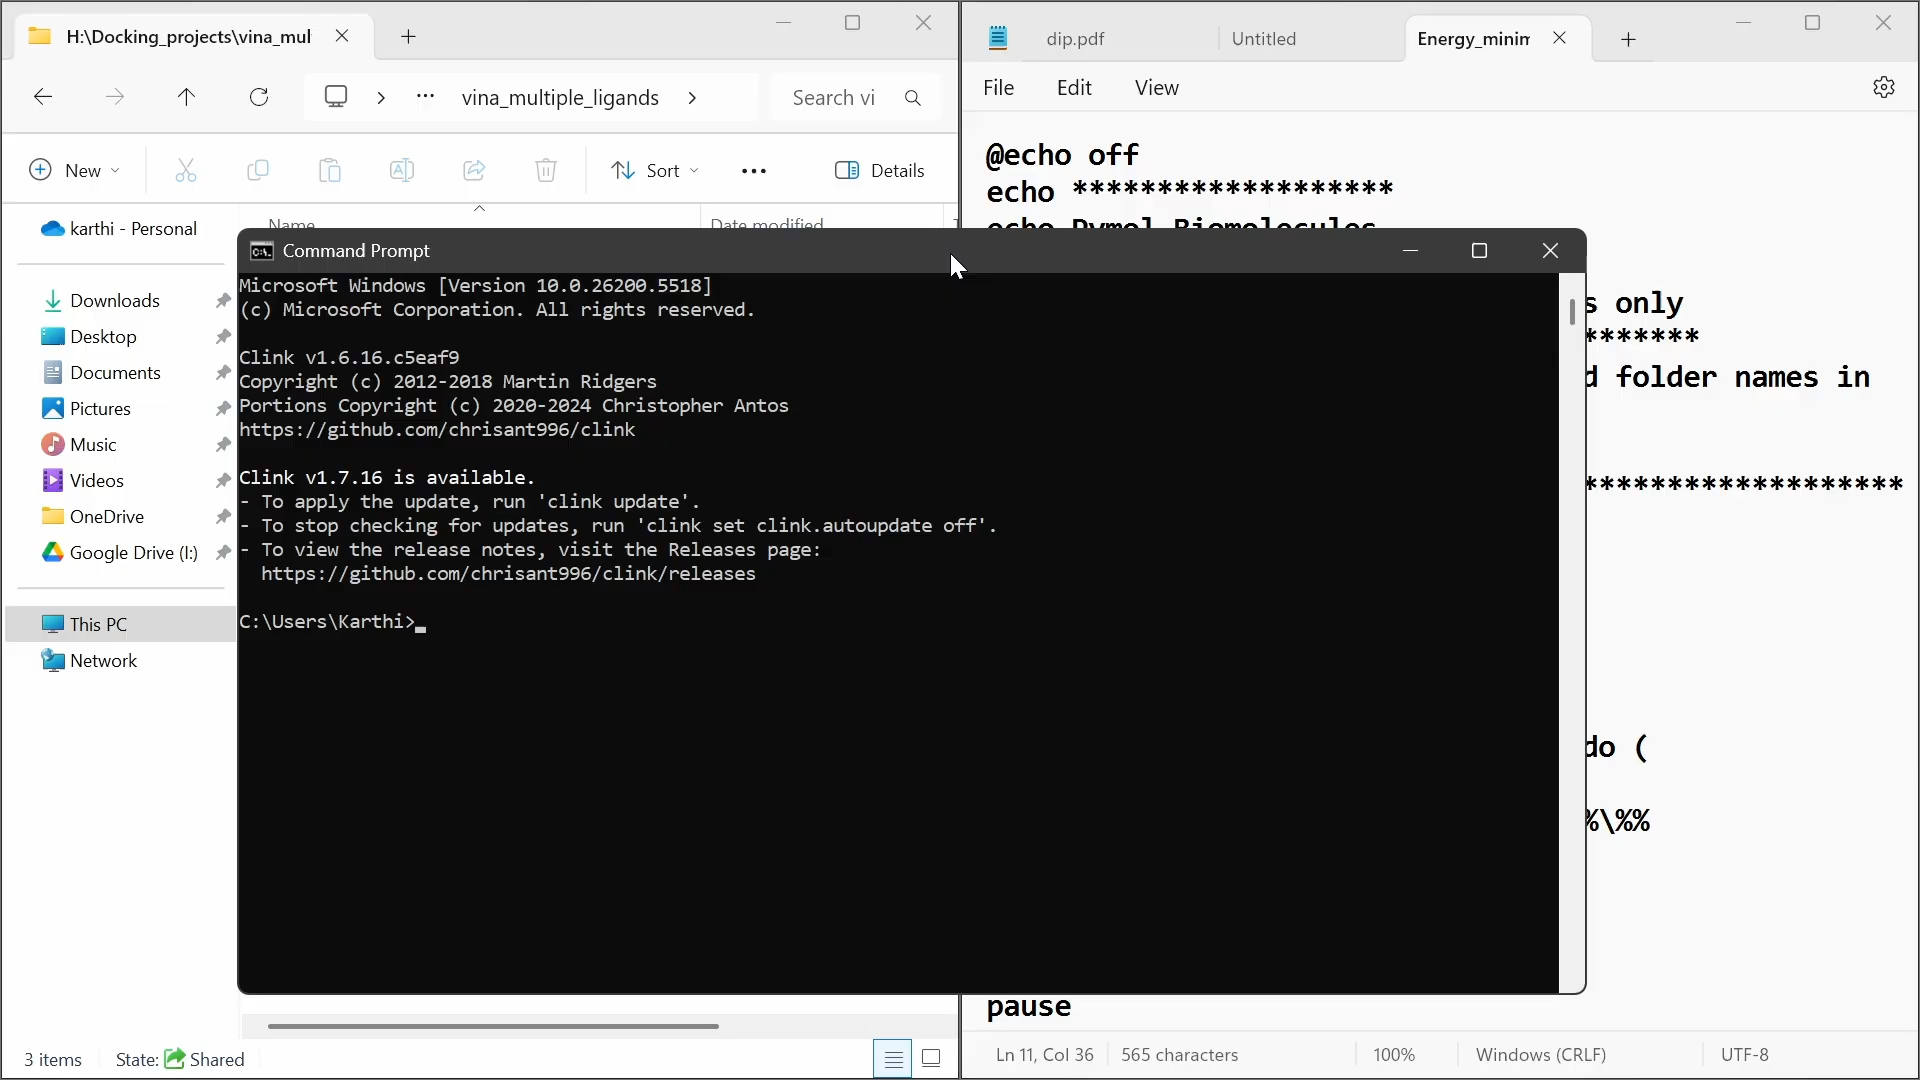 H:\Docking_projects\vina_mul
vina_multiple_ligands
Search vi
New
Sort
Details
karthi - Personal
Name
Date modified
Downloads
Desktop
Documents
Pictures
Music
Videos
OneDrive
Google Drive (I:)
This PC
Network
3 items
State: Shared
Command Prompt
Microsoft Windows [Version 10.0.26200.5518]
(c) Microsoft Corporation. All rights reserved.
Clink v1.6.16.c5eaf9
Copyright (c) 2012-2018 Martin Ridgers
Portions Copyright (c) 2020-2024 Christopher Antos
https://github.com/chrisant996/clink
Clink v1.7.16 is available.
- To apply the update, run 'clink update'.
- To stop checking for updates, run 'clink set clink.autoupdate off'.
- To view the release notes, visit the Releases page:
https://github.com/chrisant996/clink/releases
C:\Users\Karthi>
dip.pdf
Untitled
Energy_minim
File
Edit
View
@echo off
echo *******************
echo Pymol Biomolecules
s only
*******
d folder names in
*******************
do (
%\%%
pause
Ln 11, Col 36
565 characters
100%
Windows (CRLF)
UTF-8